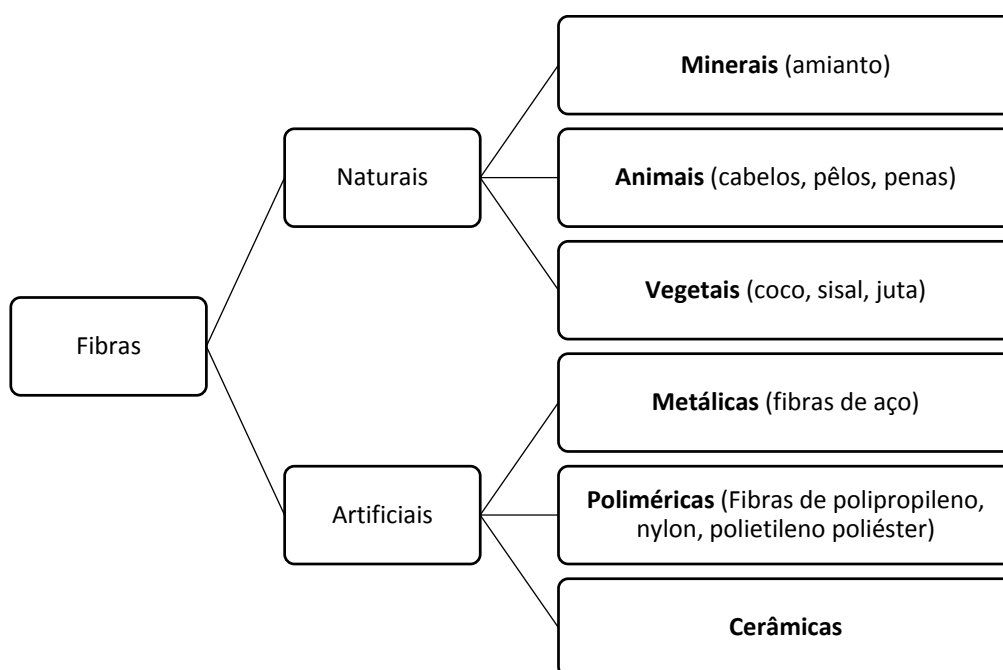 Fibras
Naturais
Minerais (amianto)
Animais (cabelos, pêlos, penas)
Vegetais (coco, sisal, juta)
Artificiais
Metálicas (fibras de aço)
Poliméricas (Fibras de polipropileno,
nylon, polietileno poliéster)
Cerâmicas